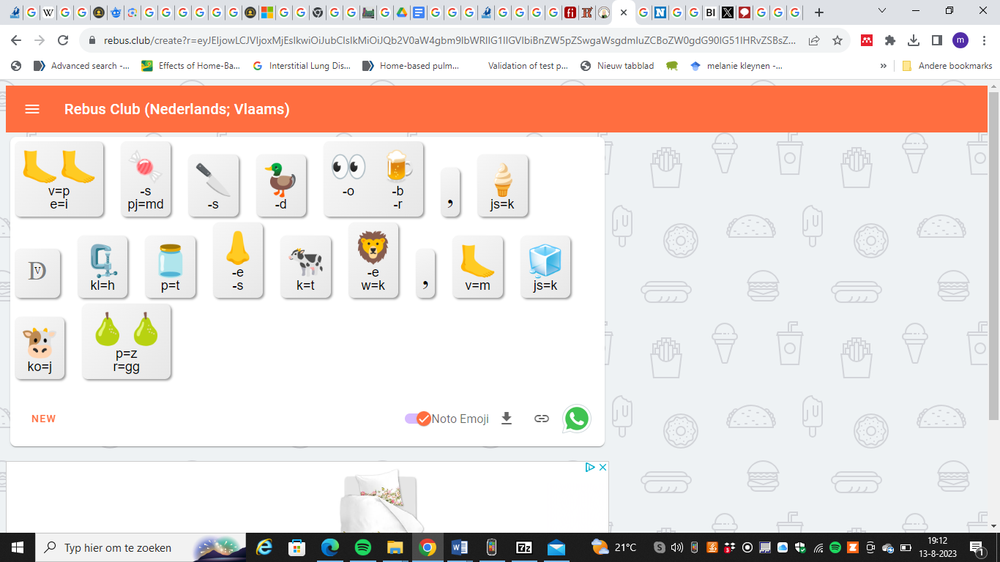 rebus.club/create?r=eyJEIjowLCJVIjoxMjEsIkwiOiJubCIsIkMiOiJQb2V0aW4gbm9lbWRlIG1lIGVlbiBnZW5pZSwgaWsgdmluZCBoZW0gdG90IG51IHRvZSBsZ...
m
Advanced search -...
Effects of Home-Ba...
Interstitial Lung Dis...
Home-based pulm...
Validation of test p...
Nieuw tabblad
melanie kleynen -...
»
Andere bookmarks
Rebus Club (Nederlands; Vlaams)
v=p
e=i
-s
pj=md
-s
-d
-o
-b
-r
,
js=k
D
V
kl=h
p=t
-e
-s
k=t
-e
w=k
,
v=m
js=k
ko=j
p=z
r=gg
NEW
Noto Emoji
Typ hier om te zoeken
21°C
19:12
13-8-2023
1